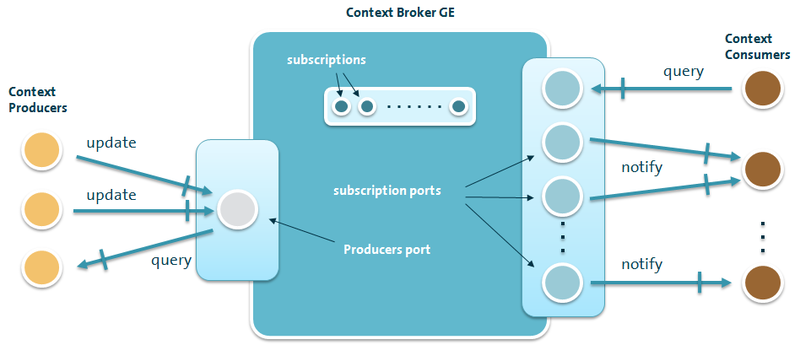 Context Broker GE
Context
Producers
update
update
query
subscriptions
subscription ports
Producers port
Context
Consumers
query
notify
notify